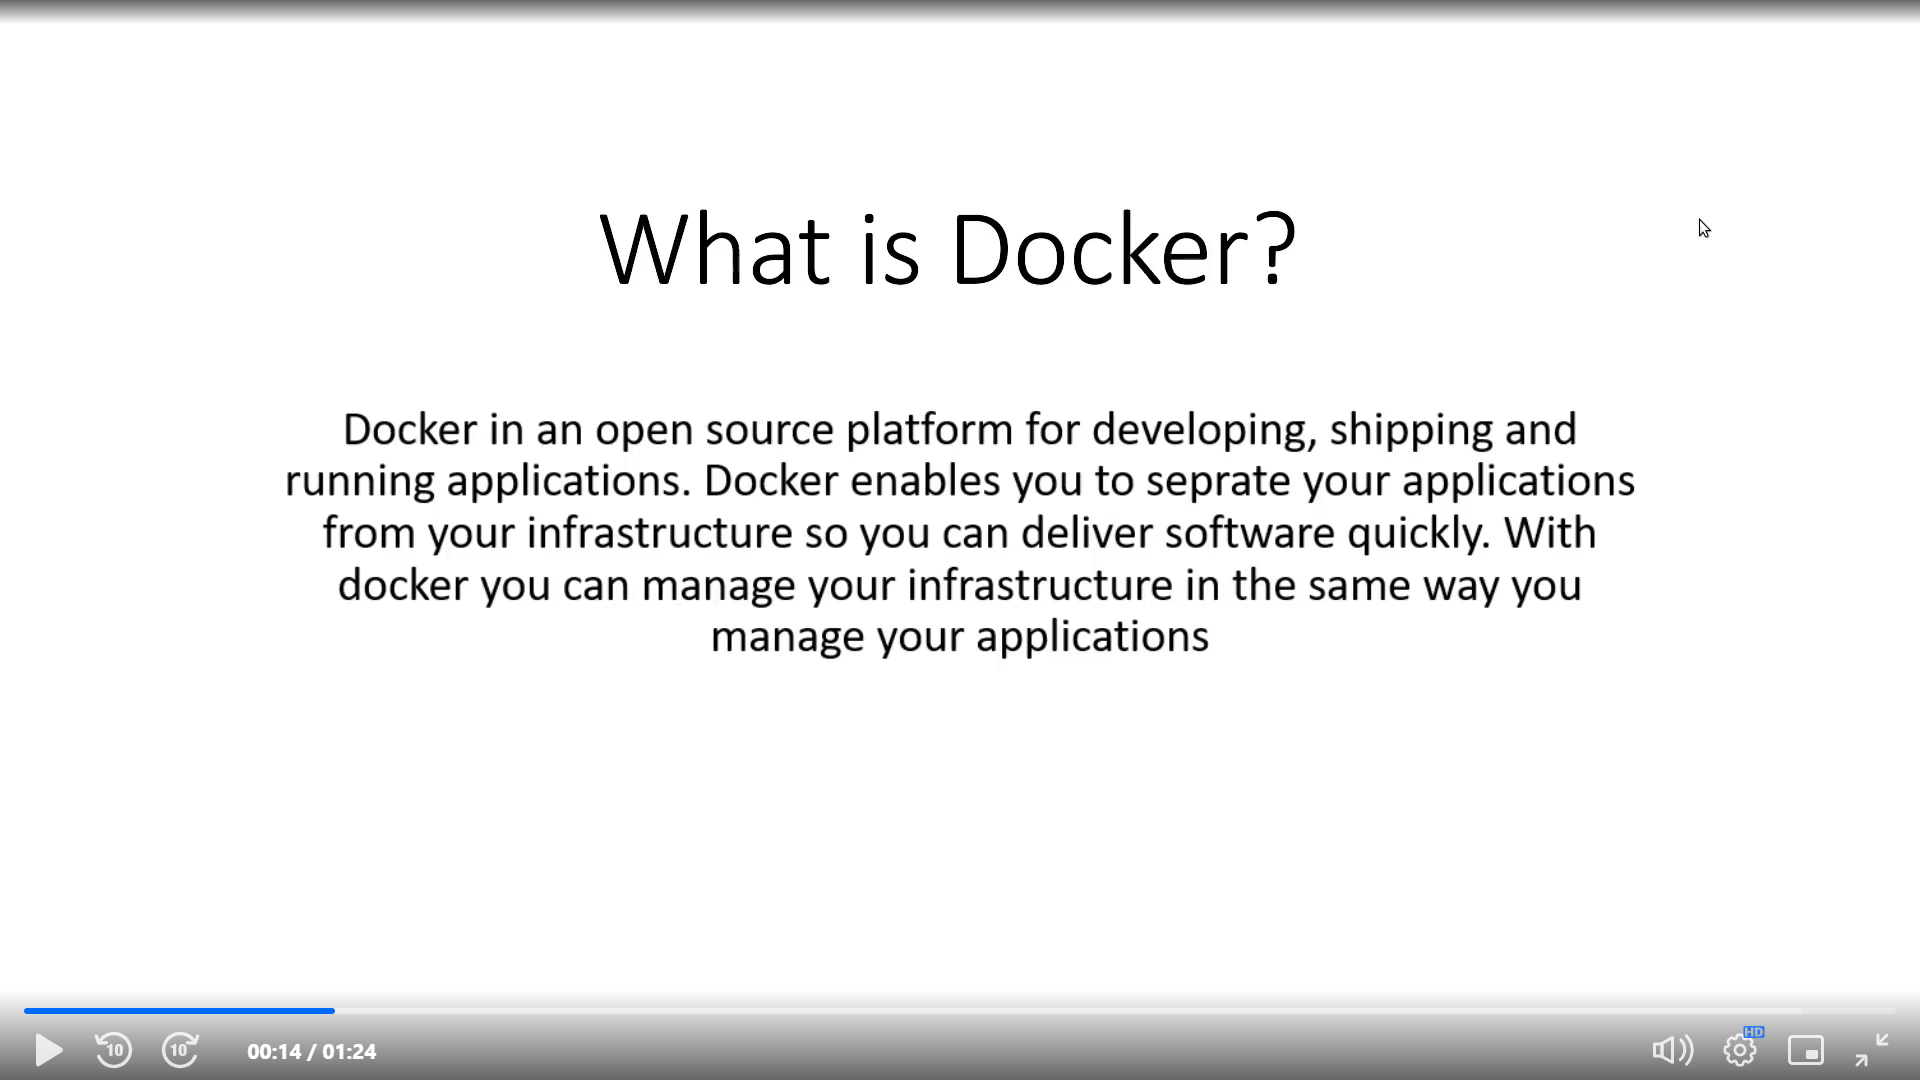 What is Docker?
Docker in an open source platform for developing, shipping and
running applications. Docker enables you to seprate your applications
from your infrastructure so you can deliver software quickly. With
docker you can manage your infrastructure in the same way you
manage your applications
10 10 00:14 / 01:24 HD